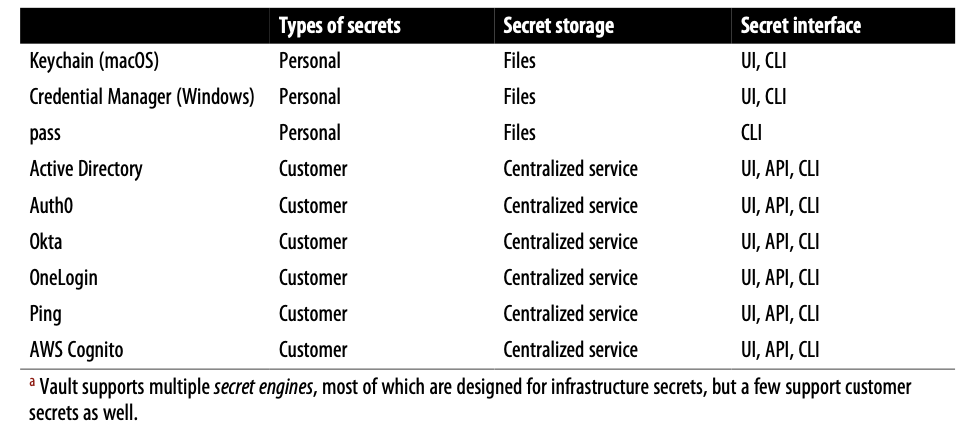 Types of secrets Secret storage Secret interface
Keychain (macOS) Personal Files UI, CLI
Credential Manager (Windows) Personal Files UI, CLI
pass Personal Files CLI
Active Directory Customer Centralized service UI, API, CLI
Auth0 Customer Centralized service UI, API, CLI
Okta Customer Centralized service UI, API, CLI
OneLogin Customer Centralized service UI, API, CLI
Ping Customer Centralized service UI, API, CLI
AWS Cognito Customer Centralized service UI, API, CLI
a Vault supports multiple secret engines, most of which are designed for infrastructure secrets, but a few support customer
secrets as well.